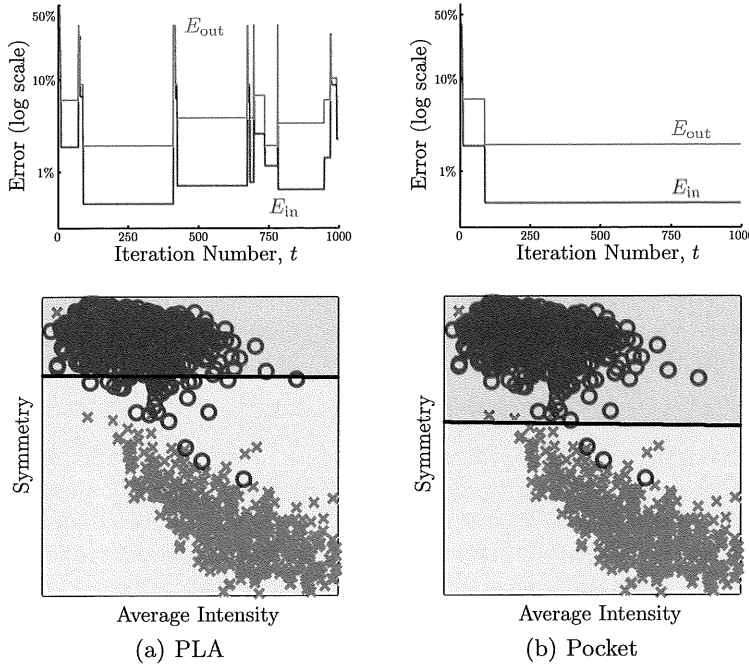 50%
10%
1%
Error (log scale)
E_out
E_in
0 250 500 750 1000
Iteration Number, t
50%
10%
1%
Error (log scale)
E_out
E_in
0 250 500 750 1000
Iteration Number, t
Symmetry
Average Intensity
(a) PLA
Symmetry
Average Intensity
(b) Pocket